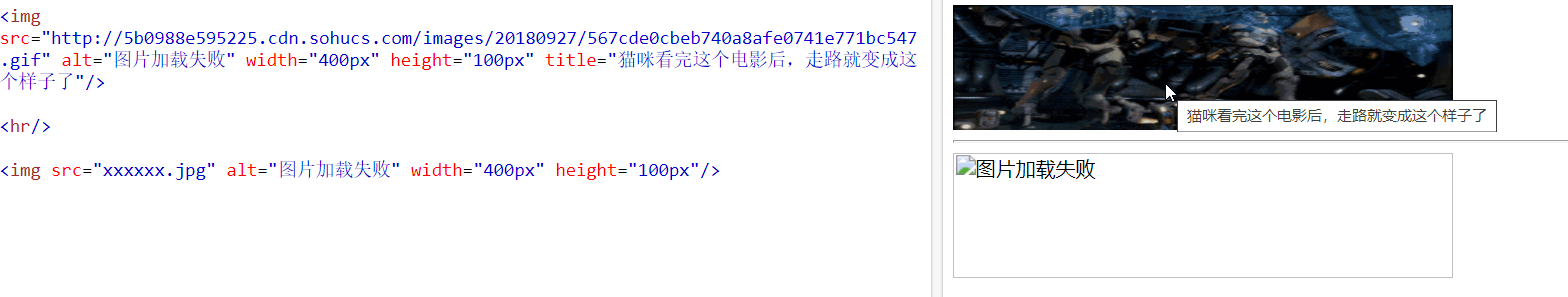 <img
src="http://5b0988e595225.cdn.sohucs.com/images/20180927/567cde0cbeb740a8afe0741e771bc547
.gif" alt="图片加载失败" width="400px" height="100px" title="猫咪看完这个电影后，走路就变成这
个样子了"/>
<hr/>
<img src="xxxxxx.jpg" alt="图片加载失败" width="400px" height="100px"/>
猫咪看完这个电影后，走路就变成这个样子了
图片加载失败